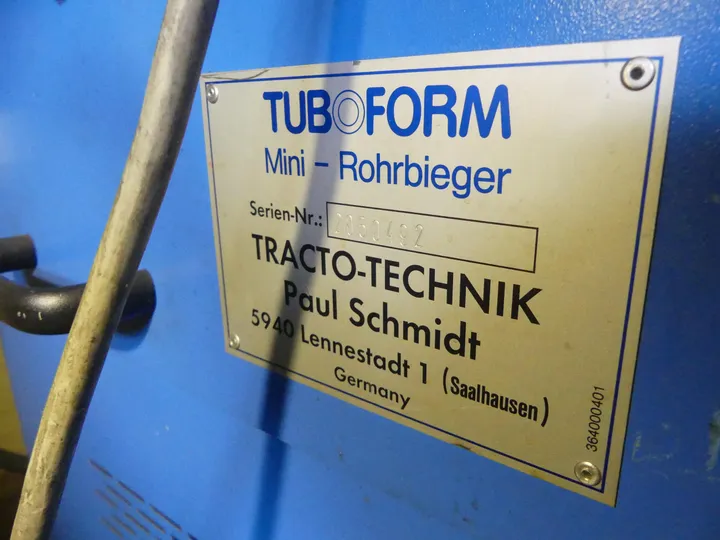 TUBOFORM
Mini – Rohrbieger
Serien-Nr.:
TRACTO-TECHNIK
Paul Schmidt
5940 Lennestadt 1 (Saalhausen)
Germany
364000401